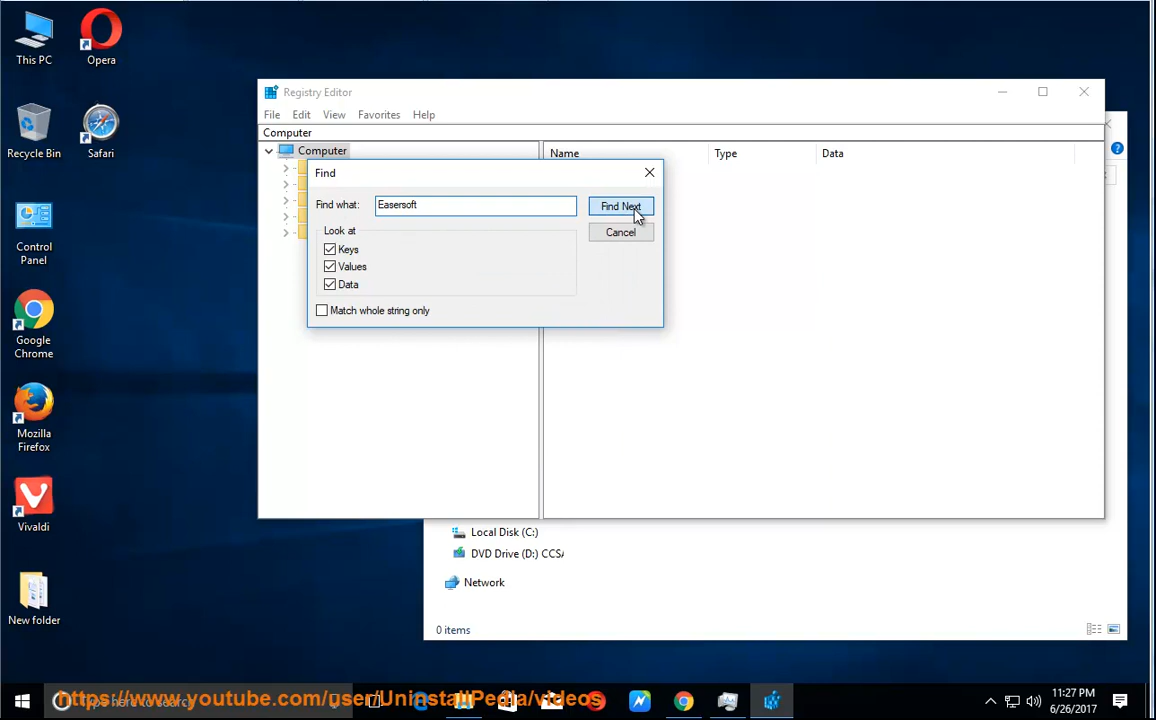 This PC
Opera
Recycle Bin
Safari
Control
Panel
Google
Chrome
Mozilla
Firefox
Vivaldi
New folder
Registry Editor
File Edit View Favorites Help
Computer
Computer
Name Type Data
Find
Find what: Easersoft
Find Next
Cancel
Look at
Keys
Values
Data
Match whole string only
Local Disk (C:)
DVD Drive (D:) CCSA
Network
0 items
https://www.youtube.com/user/UninstallPedia/videos
11:27 PM
6/26/2017